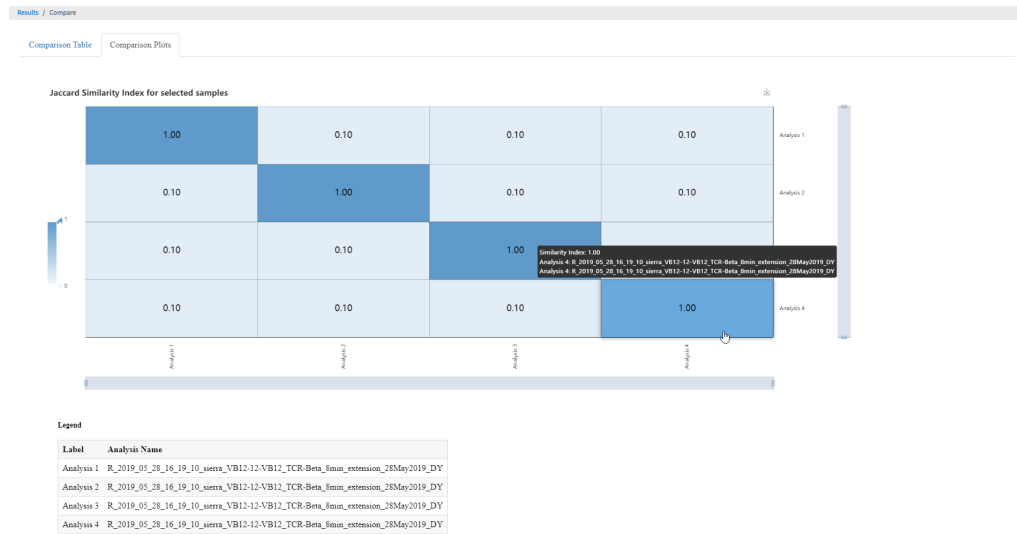 Results / Compare
Comparison Table Comparison Plots
Jaccard Similarity Index for selected samples
1.00 0.10 0.10 0.10 Analysis 1
0.10 1.00 0.10 0.10 Analysis 2
1
0.10 0.10 1.00
Similarity Index: 1.00
Analysis 4: R_2019_05_28_16_19_10_sierra_VB12-12-VB12_TCR-Beta_8min_extension_28May2019_DY
Analysis 4: R_2019_05_28_16_19_10_sierra_VB12-12-VB12_TCR-Beta_8min_extension_28May2019_DY
0
0.10 0.10 0.10 1.00 Analysis 4
Analysis 1 Analysis 2 Analysis 3 Analysis 4
Legend
Label Analysis Name
Analysis 1 R_2019_05_28_16_19_10_sierra_VB12-12-VB12_TCR-Beta_8min_extension_28May2019_DY
Analysis 2 R_2019_05_28_16_19_10_sierra_VB12-12-VB12_TCR-Beta_8min_extension_28May2019_DY
Analysis 3 R_2019_05_28_16_19_10_sierra_VB12-12-VB12_TCR-Beta_8min_extension_28May2019_DY
Analysis 4 R_2019_05_28_16_19_10_sierra_VB12-12-VB12_TCR-Beta_8min_extension_28May2019_DY